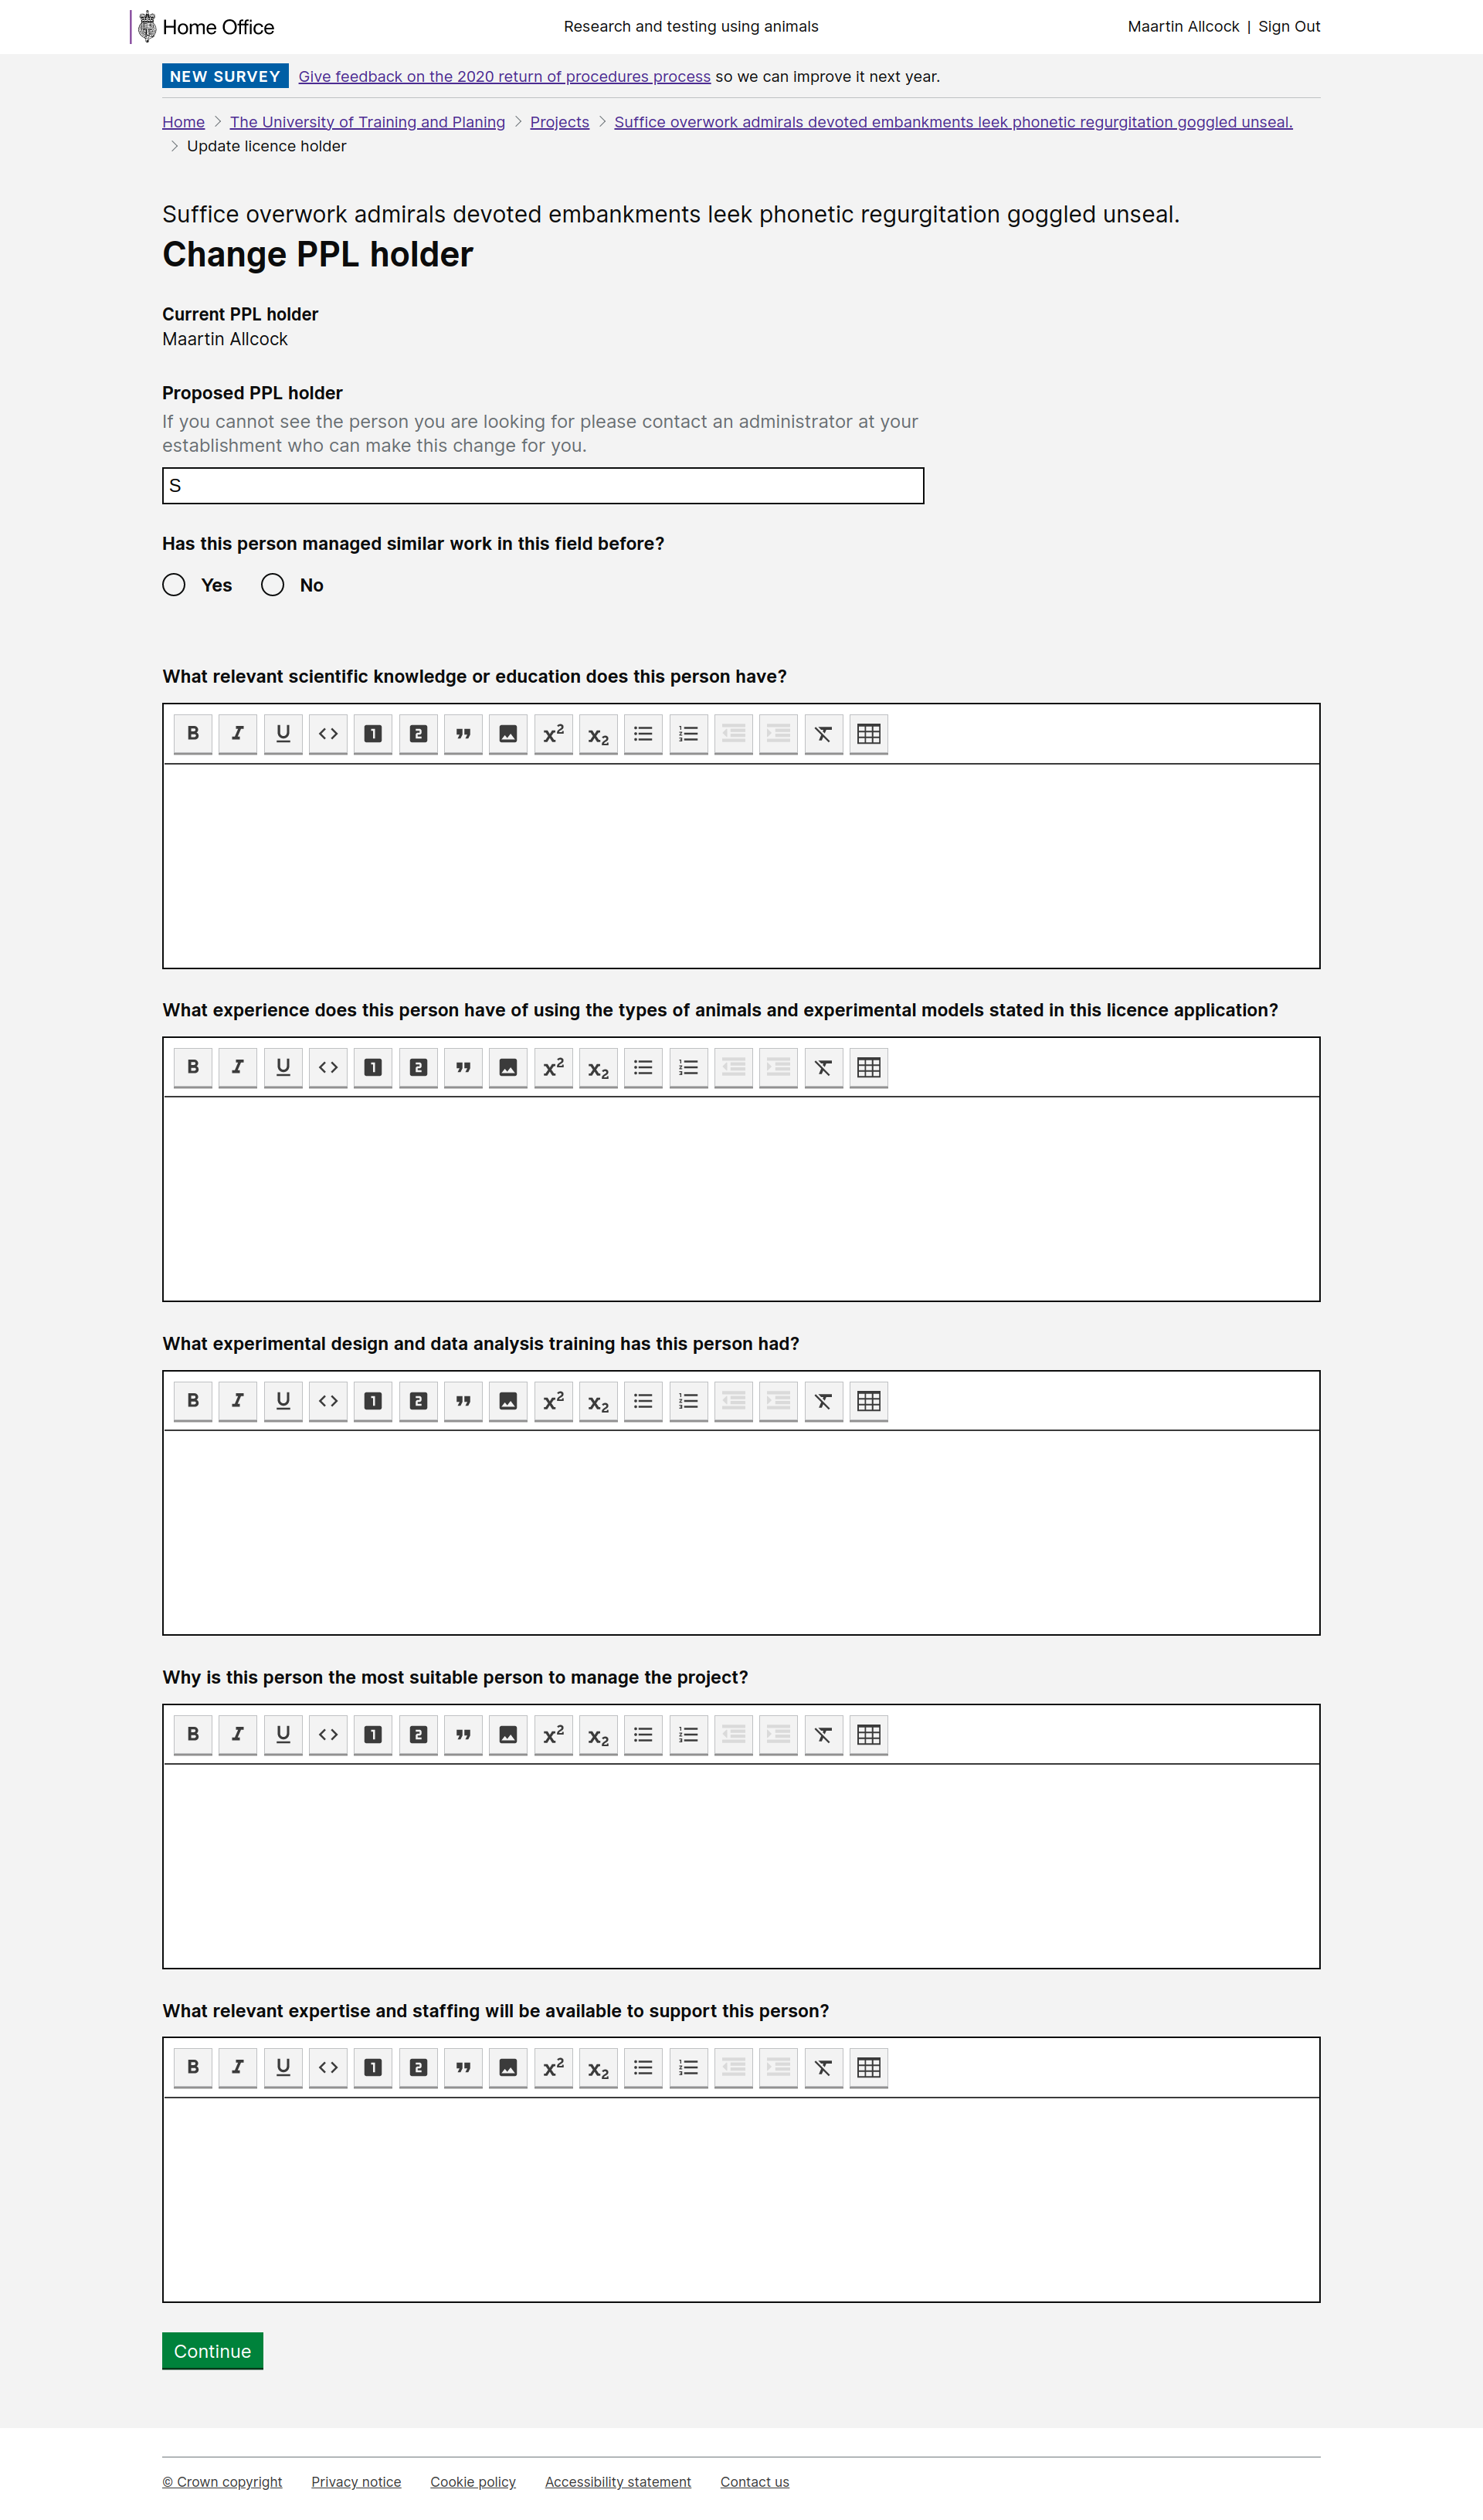 Home Office
Research and testing using animals
Maartin Allcock | Sign Out
NEW SURVEY Give feedback on the 2020 return of procedures process so we can improve it next year.
Home > The University of Training and Planing > Projects > Suffice overwork admirals devoted embankments leek phonetic regurgitation goggled unseal.
> Update licence holder
Suffice overwork admirals devoted embankments leek phonetic regurgitation goggled unseal.
Change PPL holder
Current PPL holder
Maartin Allcock
Proposed PPL holder
If you cannot see the person you are looking for please contact an administrator at your
establishment who can make this change for you.
S
Has this person managed similar work in this field before?
Yes No
What relevant scientific knowledge or education does this person have?
B I U <> 1 2 " x² x₂
What experience does this person have of using the types of animals and experimental models stated in this licence application?
B I U <> 1 2 " x² x₂
What experimental design and data analysis training has this person had?
B I U <> 1 2 " x² x₂
Why is this person the most suitable person to manage the project?
B I U <> 1 2 " x² x₂
What relevant expertise and staffing will be available to support this person?
B I U <> 1 2 " x² x₂
Continue
© Crown copyright Privacy notice Cookie policy Accessibility statement Contact us